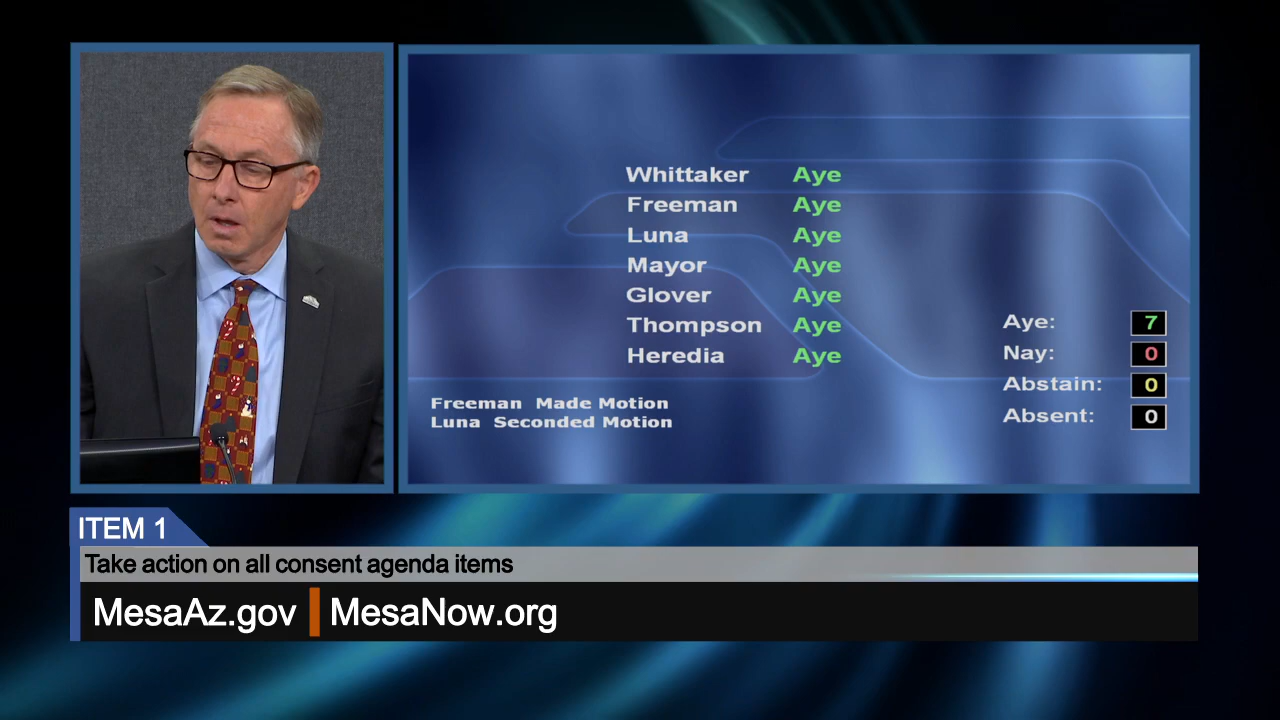 Whittaker Aye
Freeman Aye
Luna Aye
Mayor Aye
Glover Aye
Thompson Aye
Heredia Aye
Aye: 7
Nay: 0
Abstain: 0
Absent: 0
Freeman Made Motion
Luna Seconded Motion
ITEM 1
Take action on all consent agenda items
MesaAz.gov | MesaNow.org